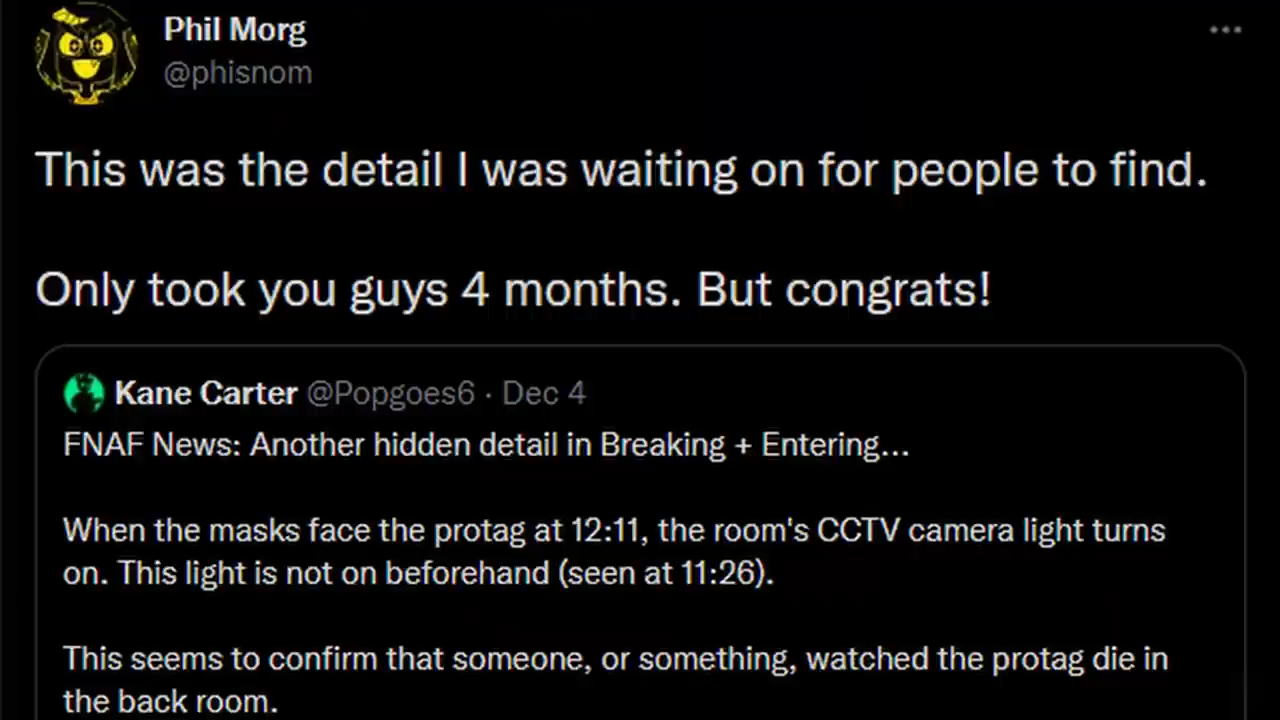 Phil Morg
@phisnom
This was the detail I was waiting on for people to find.
Only took you guys 4 months. But congrats!
Kane Carter @Popgoes6 · Dec 4
FNAF News: Another hidden detail in Breaking + Entering...
When the masks face the protag at 12:11, the room's CCTV camera light turns
on. This light is not on beforehand (seen at 11:26).
This seems to confirm that someone, or something, watched the protag die in
the back room.